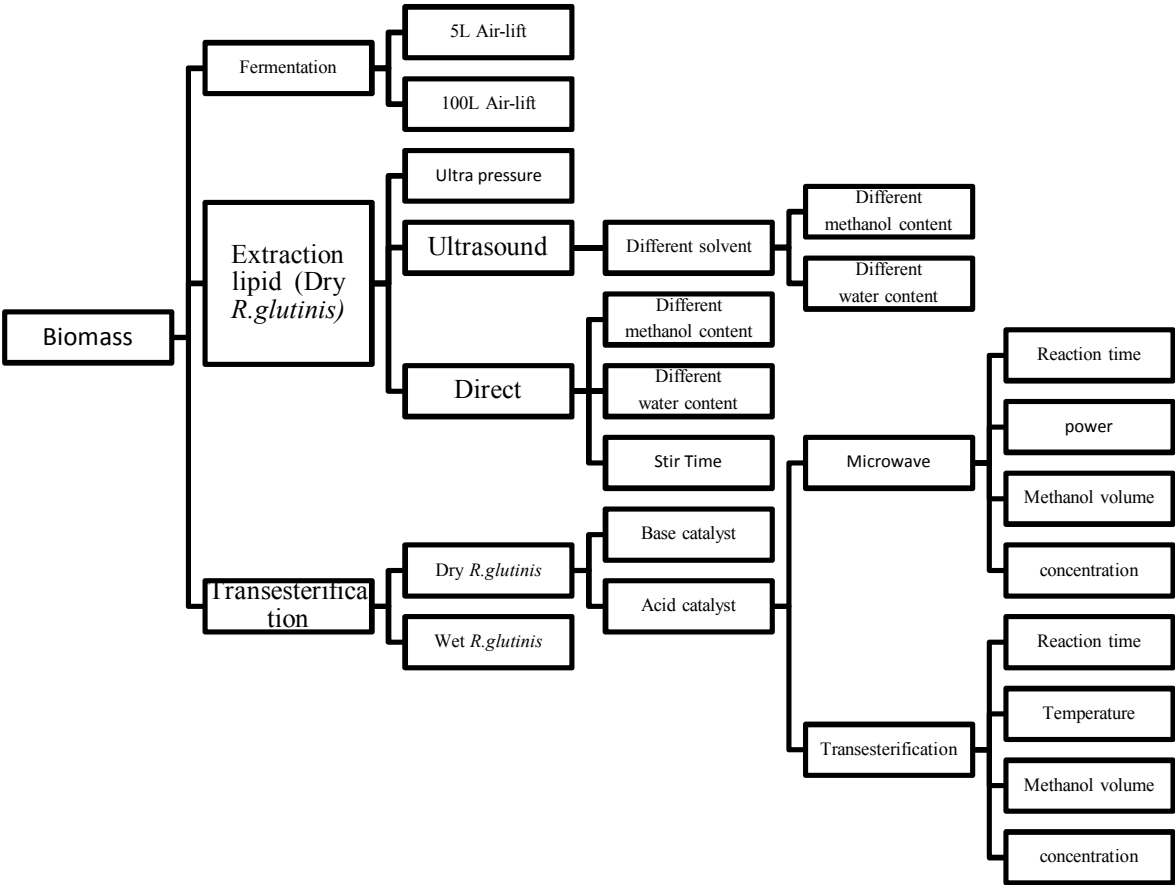 5L Air-lift
Fermentation
100L Air-lift
Ultra pressure
Different
methanol content
Extraction
lipid (Dry
R.glutinis)
Ultrasound
Different solvent
Different
water content
Different
methanol content
Biomass
Reaction time
Direct
Different
water content
power
Stir Time
Microwave
Methanol volume
Base catalyst
Dry R.glutinis
concentration
Transesterifica
tion
Acid catalyst
Wet R.glutinis
Reaction time
Temperature
Transesterification
Methanol volume
concentration